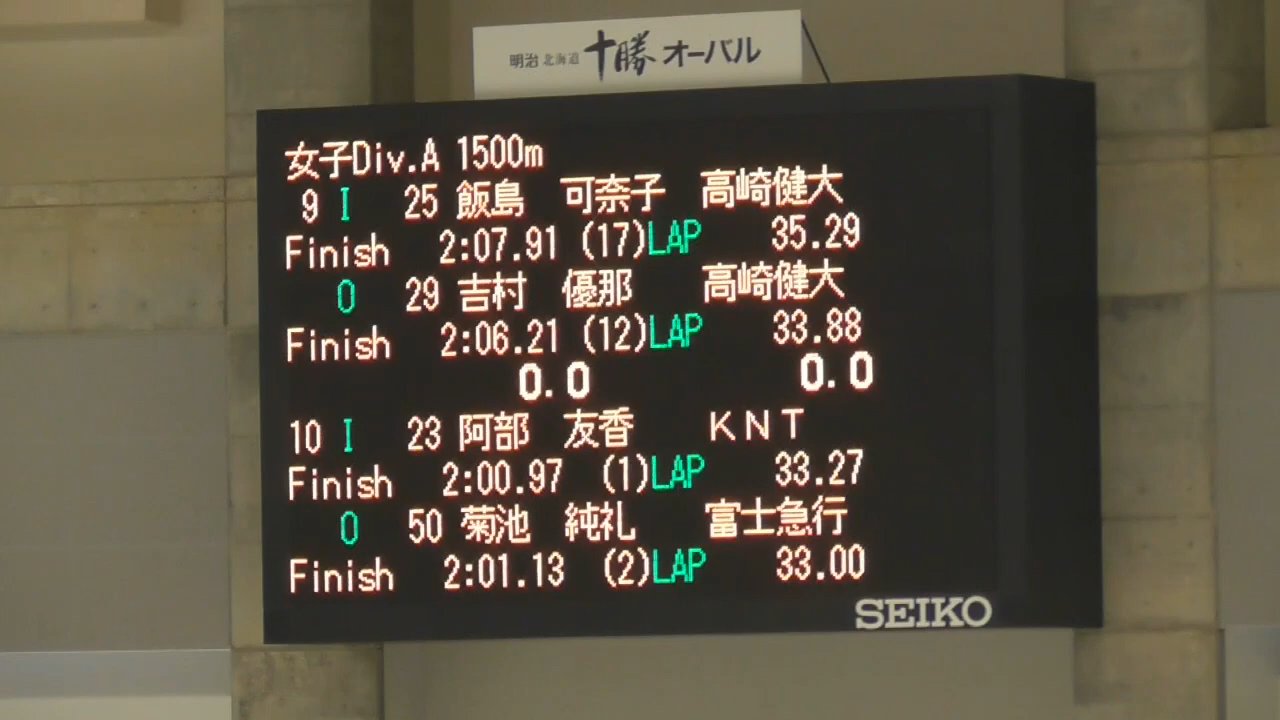 明治 北海道 十勝オーバル
女子Div.A 1500m
9 I 25 飯島 可奈子 高崎健大
Finish 2:07.91 (17)LAP 35.29
O 29 吉村 優那 高崎健大
Finish 2:06.21 (12)LAP 33.88
0.0 0.0
10 I 23 阿部 友香 KNT
Finish 2:00.97 (1)LAP 33.27
O 50 菊池 純礼 富士急行
Finish 2:01.13 (2)LAP 33.00
SEIKO